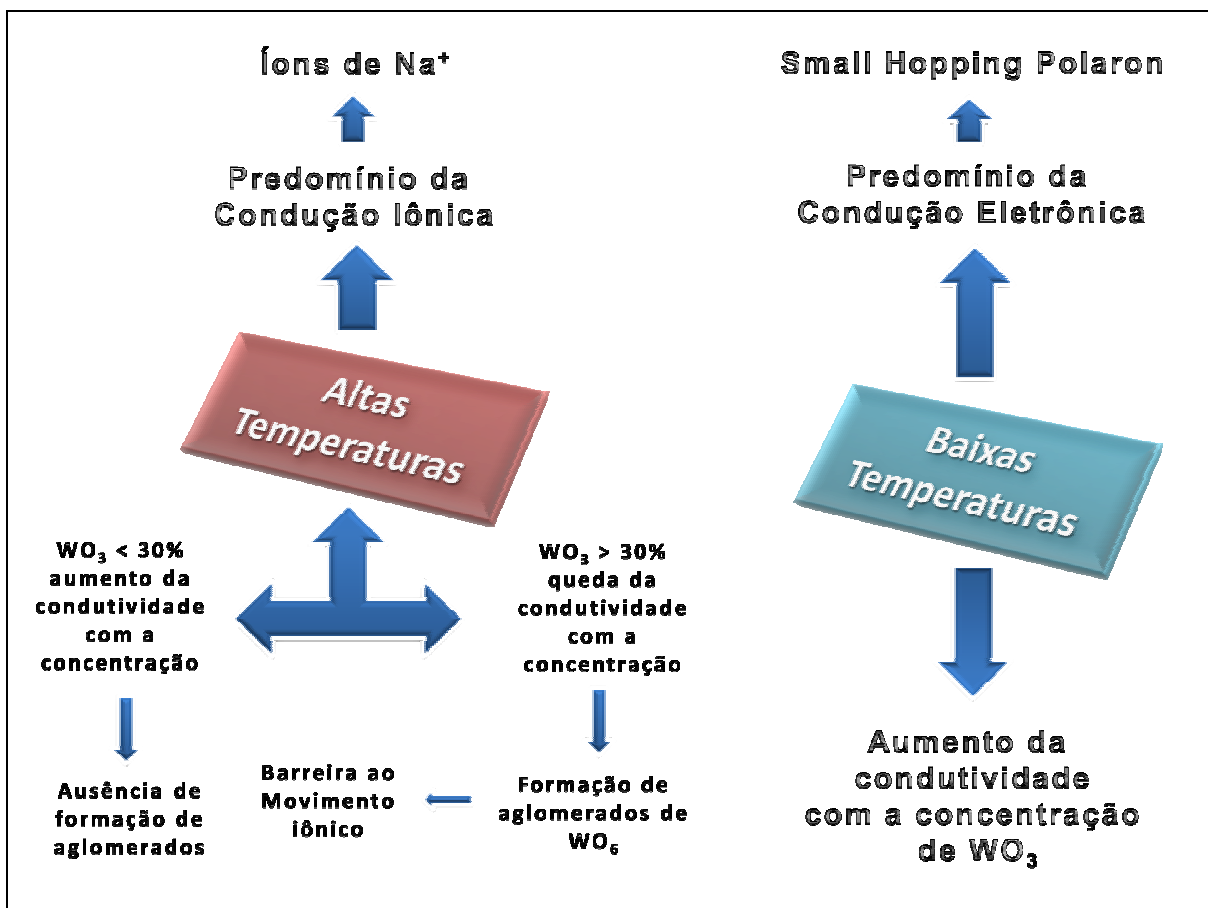 Íons de Na⁺
Predomínio da
Condução Iônica
Altas
Temperaturas
WO₃ < 30%
aumento da
condutividade
com a
concentração
Ausência de
formação de
aglomerados
WO₃ > 30%
queda da
condutividade
com a
concentração
Formação de
aglomerados de
WO₆
Barreira ao
Movimento
iônico
Small Hopping Polaron
Predomínio da
Condução Eletrônica
Baixas
Temperaturas
Aumento da
condutividade
com a concentração
de WO₃